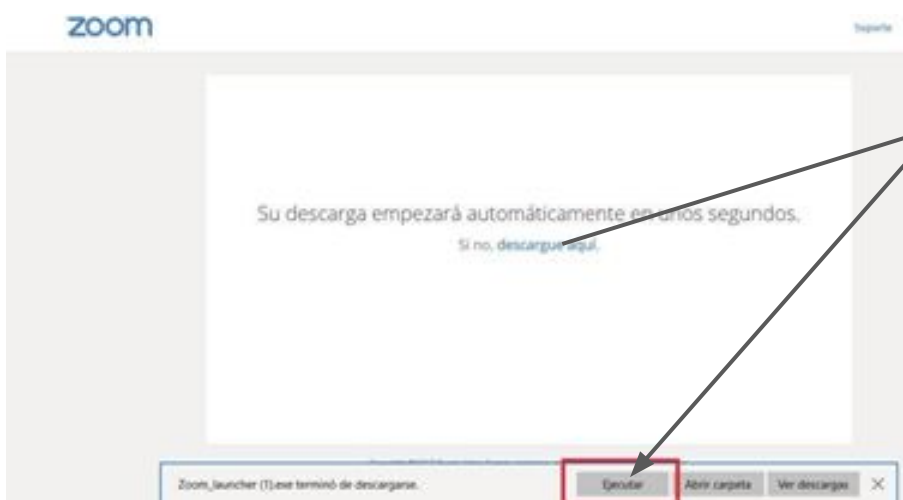 zoom
Soporte
Su descarga empezará automáticamente en unos segundos.
Si no, descargue aquí.
Zoom_launcher (1).exe terminó de descargarse.
Ejecutar
Abrir carpeta
Ver descargas